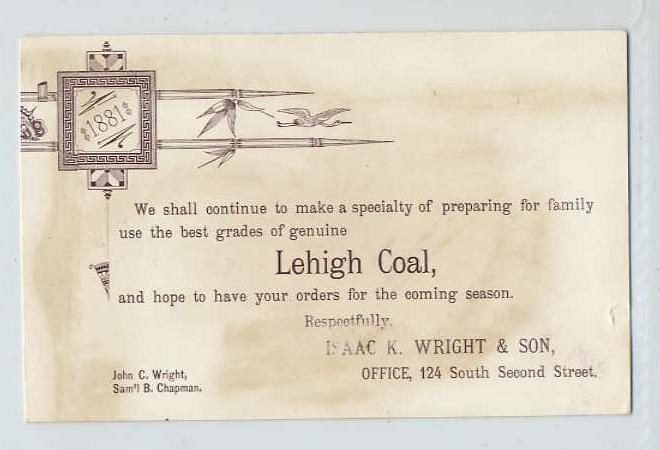 1881
We shall continue to make a specialty of preparing for family
use the best grades of genuine
Lehigh Coal,
and hope to have your orders for the coming season.
Respectfully,
ISAAC K. WRIGHT & SON,
OFFICE, 124 South Second Street.
John C. Wright,
Sam'l B. Chapman.